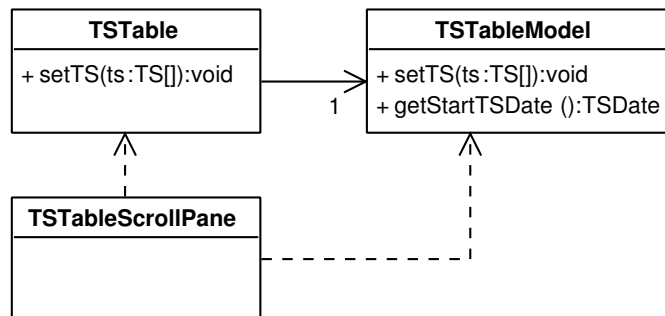 TSTable
+ setTS(ts:TS[]):void
TSTableModel
+ setTS(ts:TS[]):void
+ getStartTSDate ():TSDate
1
TSTableScrollPane